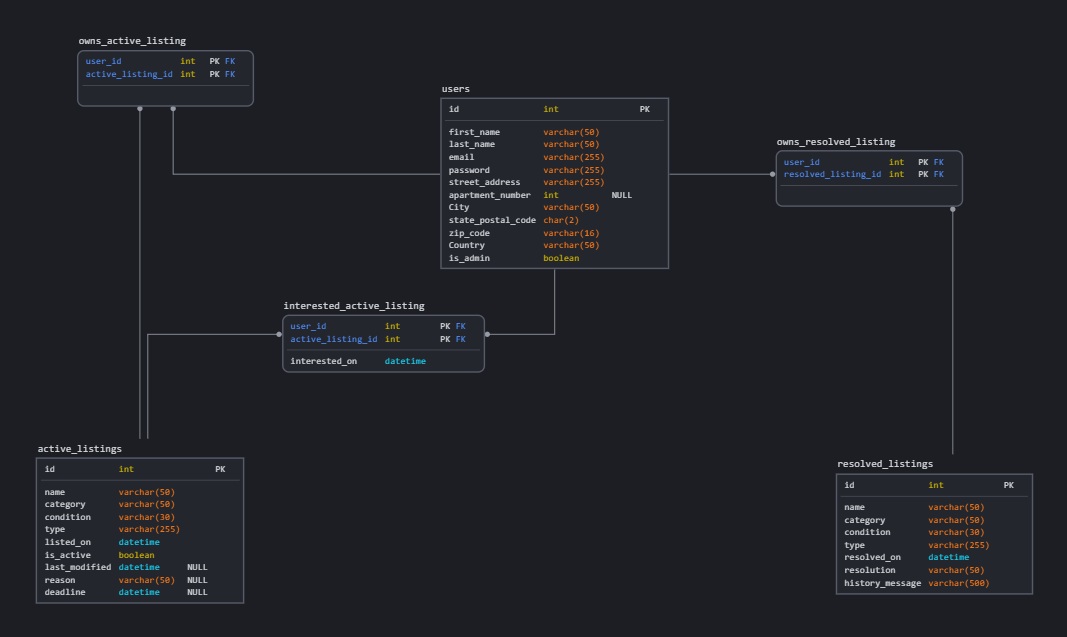 owns_active_listing
user_id int PK FK
active_listing_id int PK FK
users
id int PK
first_name varchar(50)
last_name varchar(50)
email varchar(255)
password varchar(255)
street_address varchar(255)
apartment_number int NULL
City varchar(50)
state_postal_code char(2)
zip_code varchar(16)
Country varchar(50)
is_admin boolean
owns_resolved_listing
user_id int PK FK
resolved_listing_id int PK FK
interested_active_listing
user_id int PK FK
active_listing_id int PK FK
interested_on datetime
active_listings
id int PK
name varchar(50)
category varchar(50)
condition varchar(30)
type varchar(255)
listed_on datetime
is_active boolean
last_modified datetime NULL
reason varchar(50) NULL
deadline datetime NULL
resolved_listings
id int PK
name varchar(50)
category varchar(50)
condition varchar(30)
type varchar(255)
resolved_on datetime
resolution varchar(50)
history_message varchar(500)